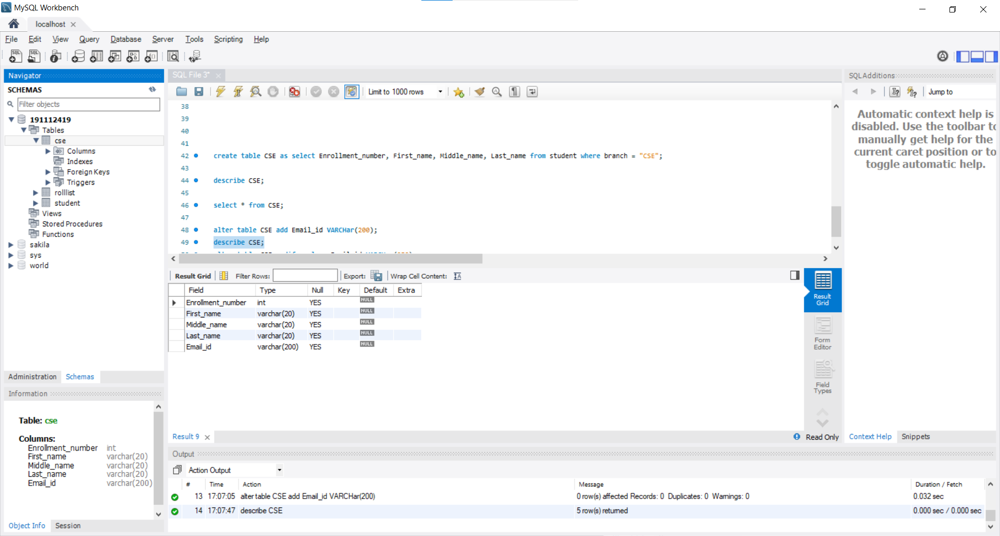 MySQL Workbench
localhost
File Edit View Query Database Server Tools Scripting Help
Navigator
SCHEMAS
Filter objects
191112419
Tables
cse
Columns
Indexes
Foreign Keys
Triggers
rolllist
student
Views
Stored Procedures
Functions
sakila
sys
world
Administration Schemas
Information
Table: cse
Columns:
Enrollment_number int
First_name varchar(20)
Middle_name varchar(20)
Last_name varchar(20)
Email_id varchar(200)
Object Info Session
SQL File 3*
Limit to 1000 rows
38
39
40
41
42 create table CSE as select Enrollment_number, First_name, Middle_name, Last_name from student where branch = "CSE";
43
44 describe CSE;
45
46 select * from CSE;
47
48 alter table CSE add Email_id VARCHar(200);
49 describe CSE;
Result Grid Filter Rows: Export: Wrap Cell Content:
Field Type Null Key Default Extra
Enrollment_number int YES NULL
First_name varchar(20) YES NULL
Middle_name varchar(20) YES NULL
Last_name varchar(20) YES NULL
Email_id varchar(200) YES NULL
Result
Grid
Form
Editor
Field
Types
Result 9
Read Only
Output
Action Output
# Time Action Message Duration / Fetch
13 17:07:05 alter table CSE add Email_id VARCHar(200) 0 row(s) affected Records: 0 Duplicates: 0 Warnings: 0 0.032 sec
14 17:07:47 describe CSE 5 row(s) returned 0.000 sec / 0.000 sec
SQLAdditions
Jump to
Automatic context help is
disabled. Use the toolbar to
manually get help for the
current caret position or to
toggle automatic help.
Context Help Snippets